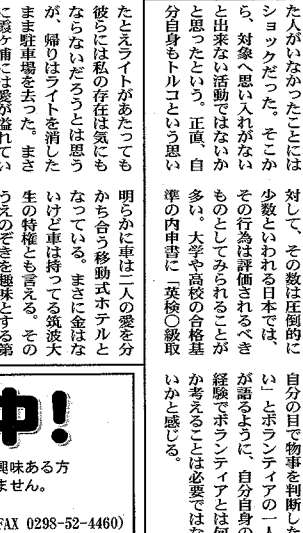 た人がいなかったことには
ショックだった。そこか
ら、対象へ思い入れがない
と出来ない活動ではないか
と思ったという。正直、自
分自身もトルコという思い
対して、その数は圧倒的に
少数といわれる日本では、
その行為は評価されるべき
ものとしてみられることが
多い。大学や高校の合格基
準の内申書に「英検○級取
自分の目で物事を判断した
い」とボランティアの一人
が語るように、自分自身の
経験でボランティアとは何
か考えることは必要ではな
いかと感じる。
たとえライトがあたっても
彼らには私の存在は気にも
ならないだろうとは思う
が、帰りはライトを消した
まま駐車場を去った。まさ
に霞ヶ浦には愛が溢れてい
明らかに車は二人の愛を分
かち合う移動式ホテルと
なっている。まさに金はな
いけど車は持ってる筑波大
生の特権とも言える。その
うえのぞきを趣味とする第
中!
興味ある方
ません。
FAX 0298-52-4460)